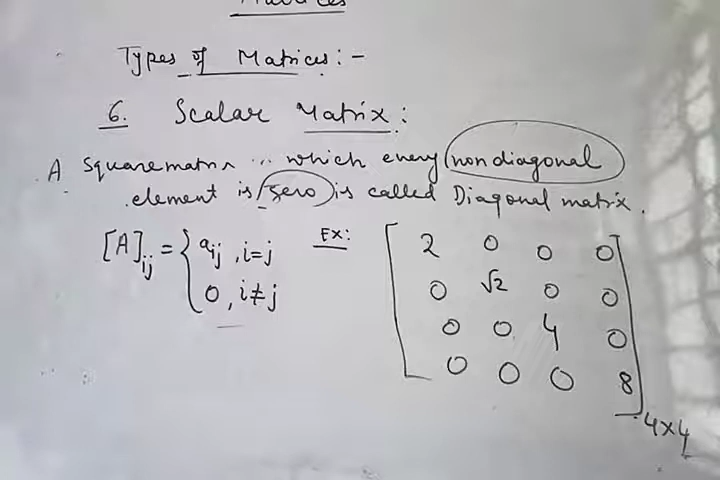 Matrices
Types of Matrices:-
6. Scalar Matrix:
A Square matrix ... which every non diagonal
element is zero is called Diagonal matrix.
[A]ij = { aij , i=j
0 , i≠j
Ex:
2 0 0 0
0 √2 0 0
0 0 4 0
0 0 0 8
4×4